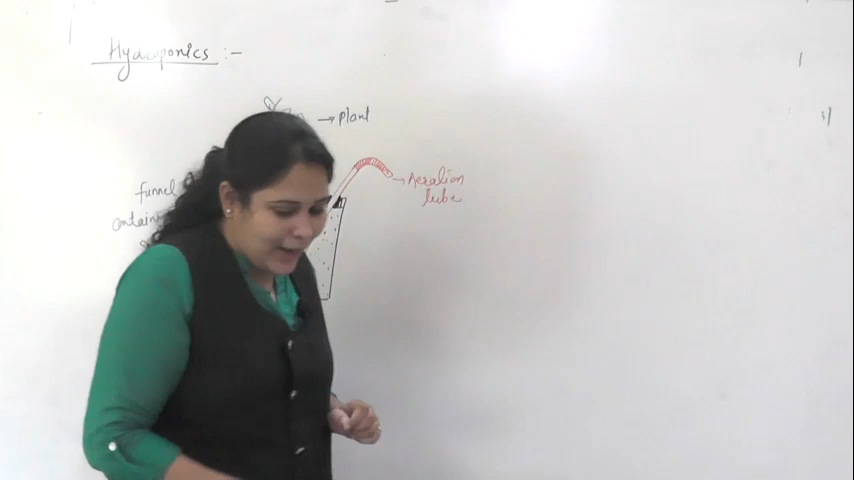 Hydroponics :-
→ plant
funnel
→ Aeration
tube